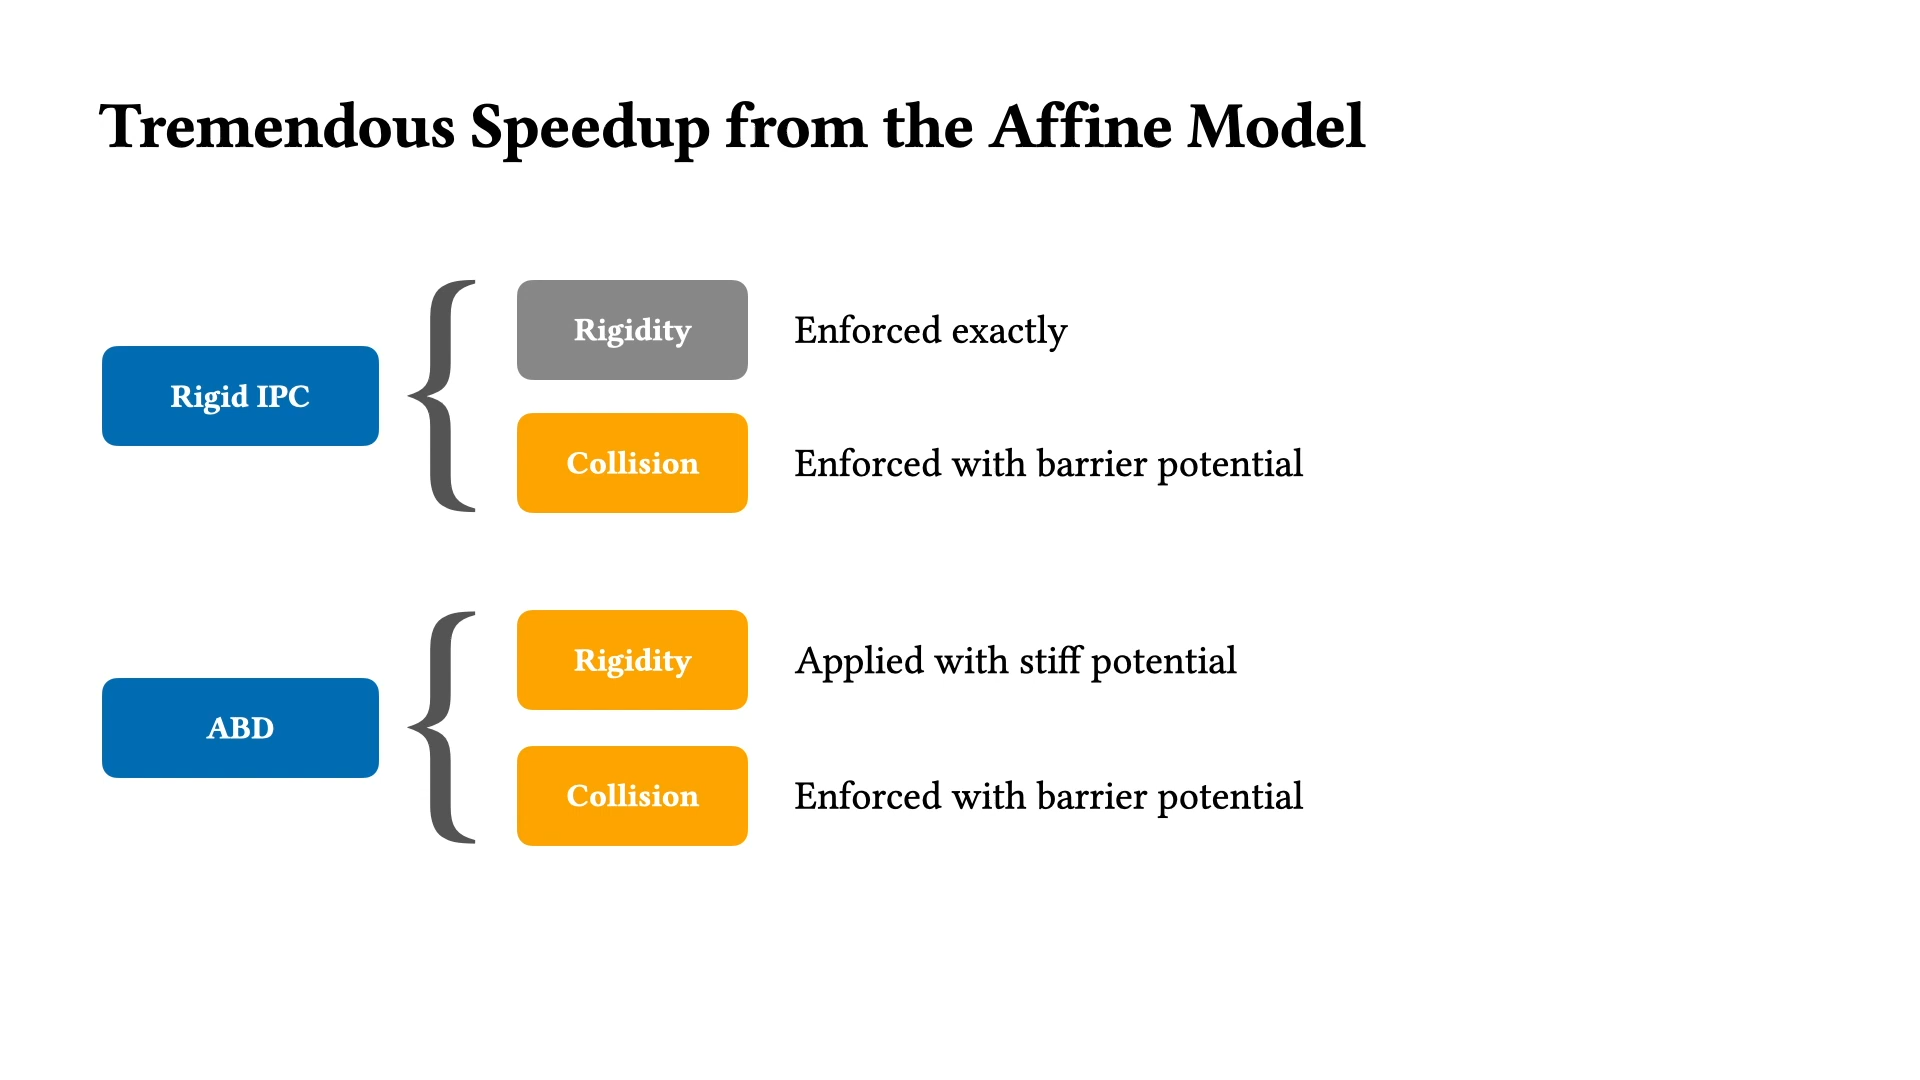 Tremendous Speedup from the Affine Model
Rigid IPC
Rigidity
Enforced exactly
Collision
Enforced with barrier potential
ABD
Rigidity
Applied with stiff potential
Collision
Enforced with barrier potential